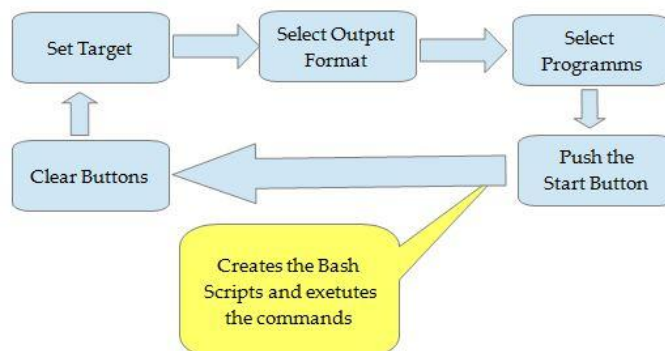 Set Target
Select Output
Format
Select
Programms
Push the
Start Button
Clear Buttons
Creates the Bash
Scripts and exetutes
the commands